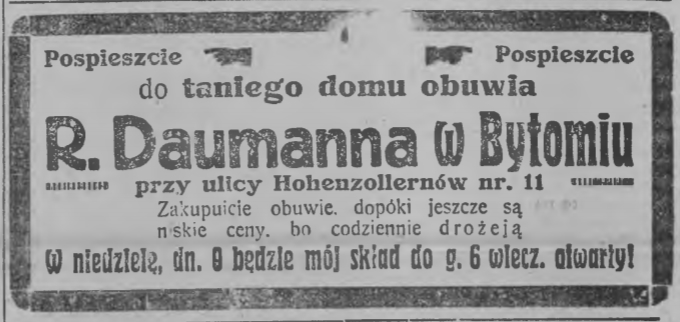 Pospieszcie Pospieszcie
do taniego domu obuwia
R. Daumanna w Bytomiu
przy ulicy Hohenzollernów nr. 11
Zakupuicie obuwie. dopóki jeszcze są
niskie ceny. bo codziennie drożeją
W niedzielę, dn. 9 będzie mój skład do g. 6 wiecz. otwarty!